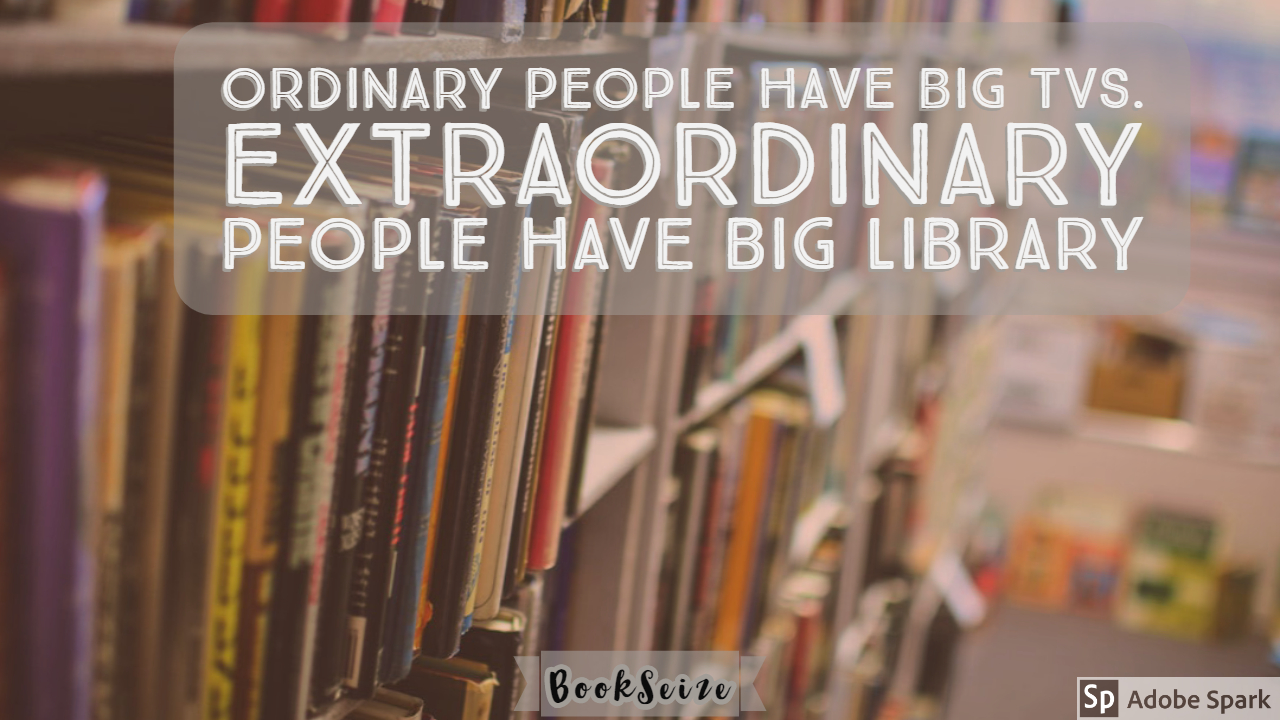 ORDINARY PEOPLE HAVE BIG TVS.
EXTRAORDINARY
PEOPLE HAVE BIG LIBRARY
BookSeize
Sp Adobe Spark